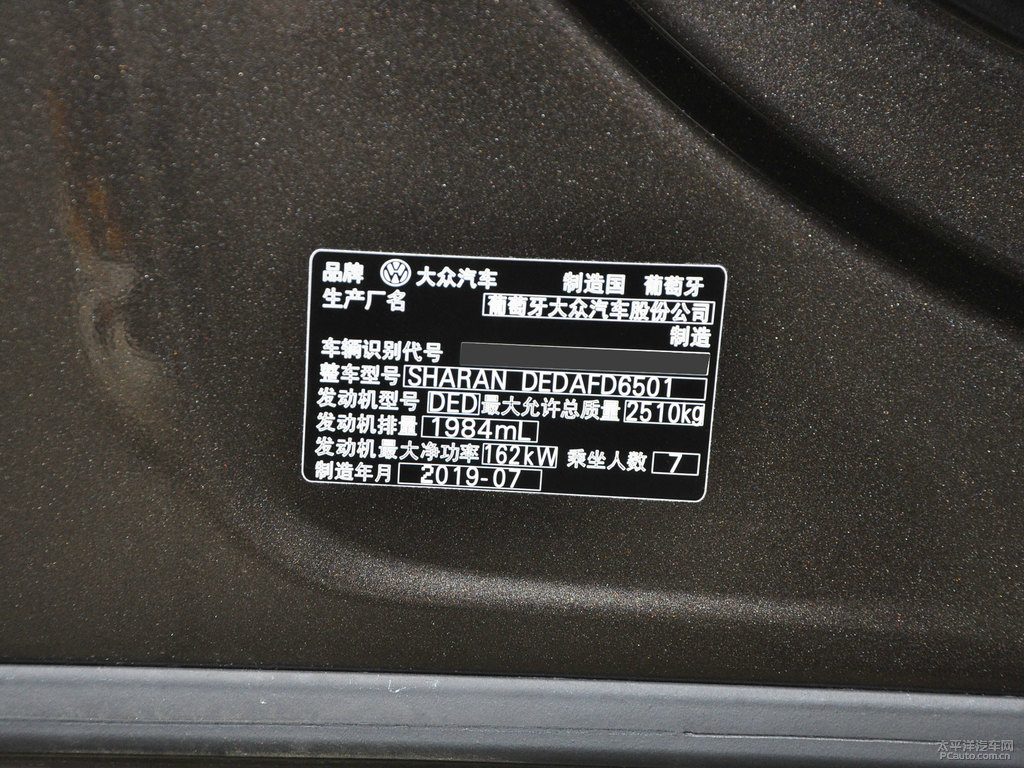 品牌 大众汽车 制造国 葡萄牙
生产厂名 葡萄牙大众汽车股份公司
制造
车辆识别代号
整车型号 SHARAN DEDAFD6501
发动机型号 DED 最大允许总质量 2510kg
发动机排量 1984mL
发动机最大净功率 162kW 乘坐人数 7
制造年月 2019-07
太平洋汽车网
PCauto.com.cn